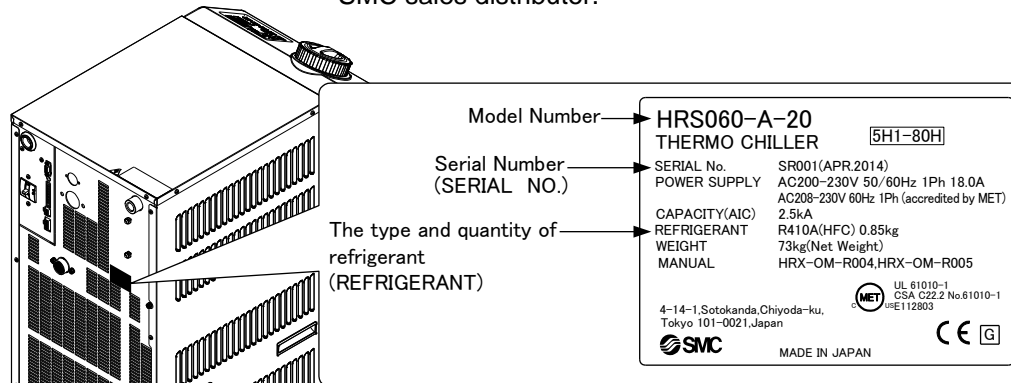 SMC sales distributor.
Model Number
Serial Number
(SERIAL NO.)
The type and quantity of
refrigerant
(REFRIGERANT)
HRS060-A-20
THERMO CHILLER
5H1-80H
SERIAL No. SR001(APR.2014)
POWER SUPPLY AC200-230V 50/60Hz 1Ph 18.0A
AC208-230V 60Hz 1Ph (accredited by MET)
CAPACITY(AIC) 2.5kA
REFRIGERANT R410A(HFC) 0.85kg
WEIGHT 73kg(Net Weight)
MANUAL HRX-OM-R004,HRX-OM-R005
C MET US
UL 61010-1
CSA C22.2 No.61010-1
E112803
4-14-1,Sotokanda,Chiyoda-ku,
Tokyo 101-0021,Japan
SMC
MADE IN JAPAN
CE G